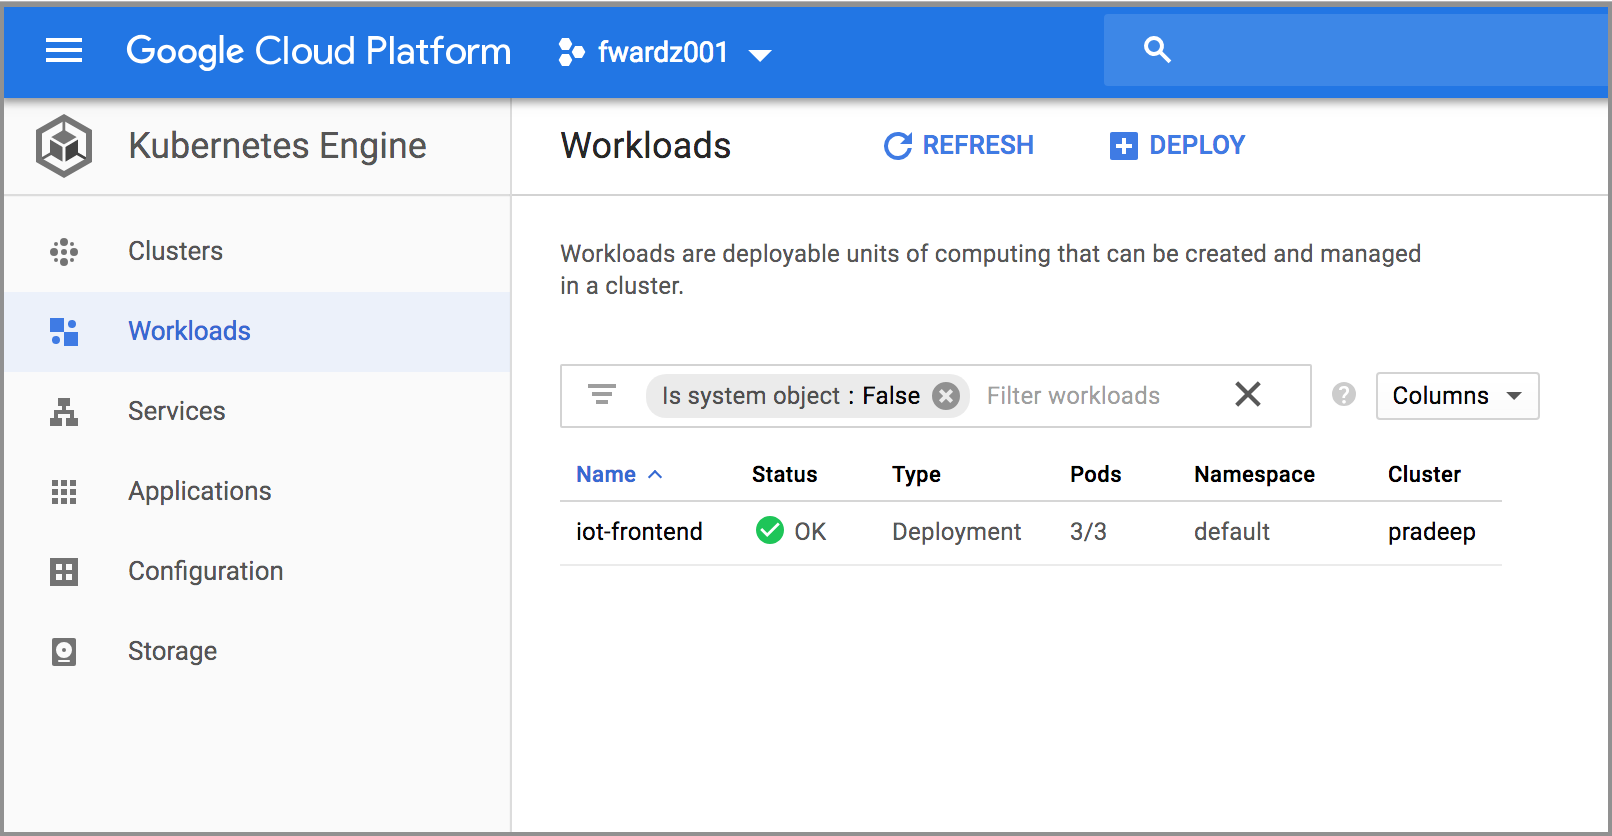 Google Cloud Platform
fwardz001
Kubernetes Engine
Workloads
REFRESH
DEPLOY
Clusters
Workloads
Services
Applications
Configuration
Storage
Workloads are deployable units of computing that can be created and managed
in a cluster.
Is system object : False
Filter workloads
Columns
Name Status Type Pods Namespace Cluster
iot-frontend OK Deployment 3/3 default pradeep